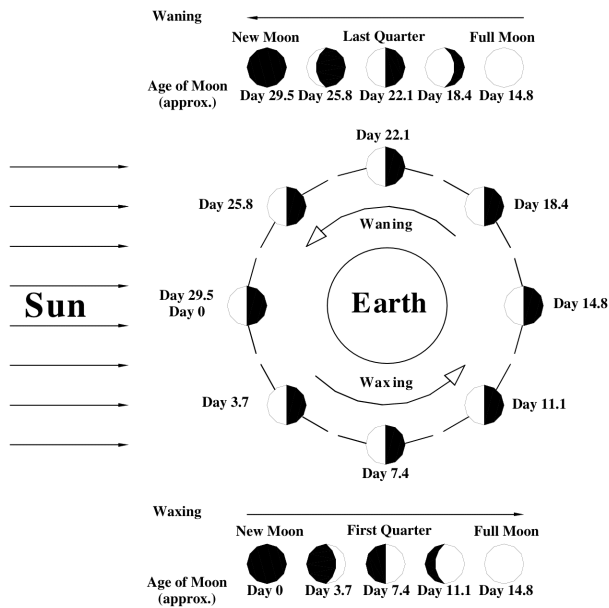 Waning
New Moon Last Quarter Full Moon
Age of Moon
(approx.)
Day 29.5 Day 25.8 Day 22.1 Day 18.4 Day 14.8
Day 22.1
Day 25.8
Day 18.4
Waning
Day 29.5
Day 0
Sun
Earth
Day 14.8
Waxing
Day 3.7
Day 11.1
Day 7.4
Waxing
New Moon First Quarter Full Moon
Age of Moon
(approx.)
Day 0 Day 3.7 Day 7.4 Day 11.1 Day 14.8